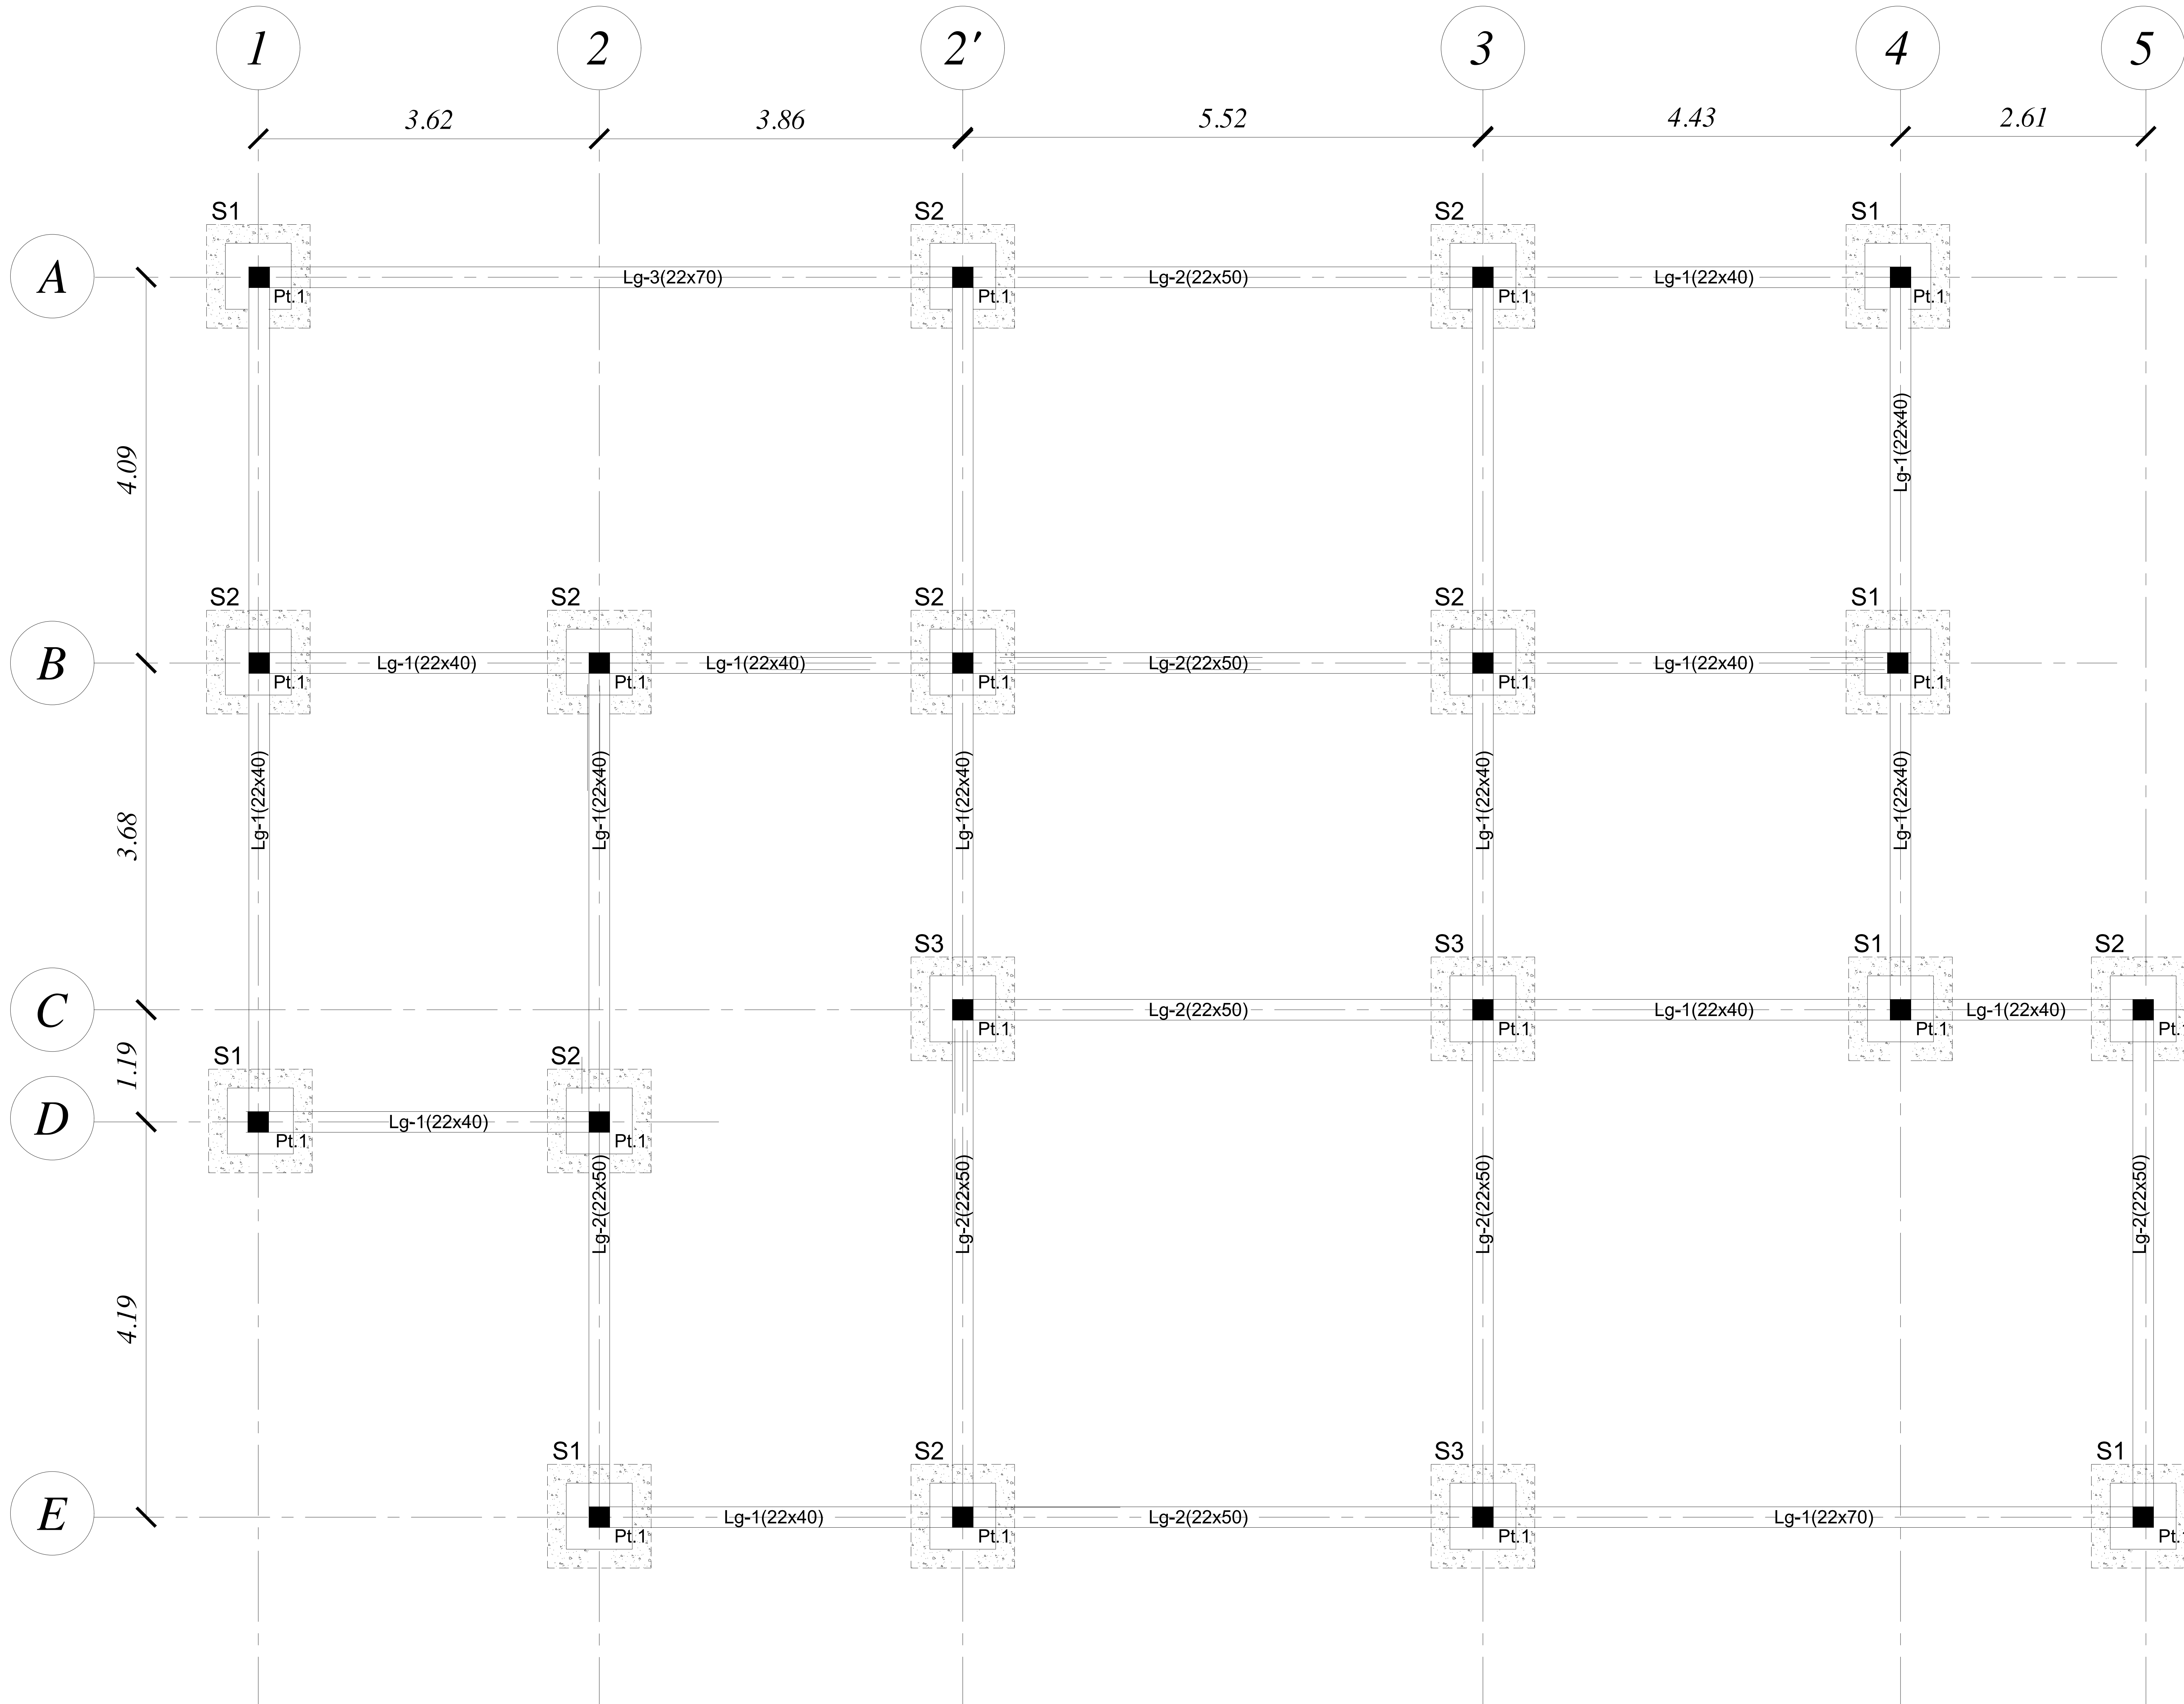 1 2 2' 3 4 5
3.62 3.86 5.52 4.43 2.61
S1 S2 S2 S1
A Lg-3(22x70) Lg-2(22x50) Lg-1(22x40)
Pt.1 Pt.1 Pt.1 Pt.1
4.09 Lg-1(22x40)
S2 S2 S2 S2 S1
B Lg-1(22x40) Lg-1(22x40) Lg-2(22x50) Lg-1(22x40)
Pt.1 Pt.1 Pt.1 Pt.1 Pt.1
3.68 Lg-1(22x40) Lg-1(22x40) Lg-1(22x40) Lg-1(22x40) Lg-1(22x40)
S3 S3 S1 S2
C Lg-2(22x50) Lg-1(22x40) Lg-1(22x40)
Pt.1 Pt.1 Pt.1 Pt.
1.19 S1 S2
D Lg-1(22x40)
Pt.1 Pt.1
Lg-2(22x50) Lg-2(22x50) Lg-2(22x50) Lg-2(22x50)
4.19
S1 S2 S3 S1
E Lg-1(22x40) Lg-2(22x50) Lg-1(22x70)
Pt.1 Pt.1 Pt.1 Pt.